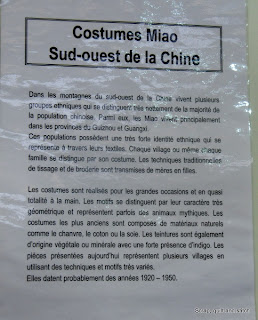 Costumes Miao
Sud-ouest de la Chine
Dans les montagnes du sud-ouest de la Chine vivent plusieurs
groupes ethniques qui se distinguent très nettement de la majorité de
la population chinoise. Parmi eux, les Miao vivent principalement
dans les provinces du Guizhou et Guangxi.
Ces populations possèdent une très forte identité ethnique qui se
représente à travers leurs textiles. Chaque village ou même chaque
famille se distingue par son costume. Les techniques traditionnelles
de tissage et de broderie sont transmises de mères en filles.
Les costumes sont réalisés pour les grandes occasions et en quasi
totalité à la main. Les motifs se distinguent par leur caractère très
géométrique et représentent parfois des animaux mythiques. Les
costumes les plus anciens sont composés de matériaux naturels
comme le chanvre, le coton ou la soie. Les teintures sont également
d'origine végétale ou minérale avec une forte présence d'indigo. Les
pièces présentées aujourd'hui représentent plusieurs villages en
utilisant des techniques et motifs très variés.
Elles datent probablement des années 1920 – 1950.